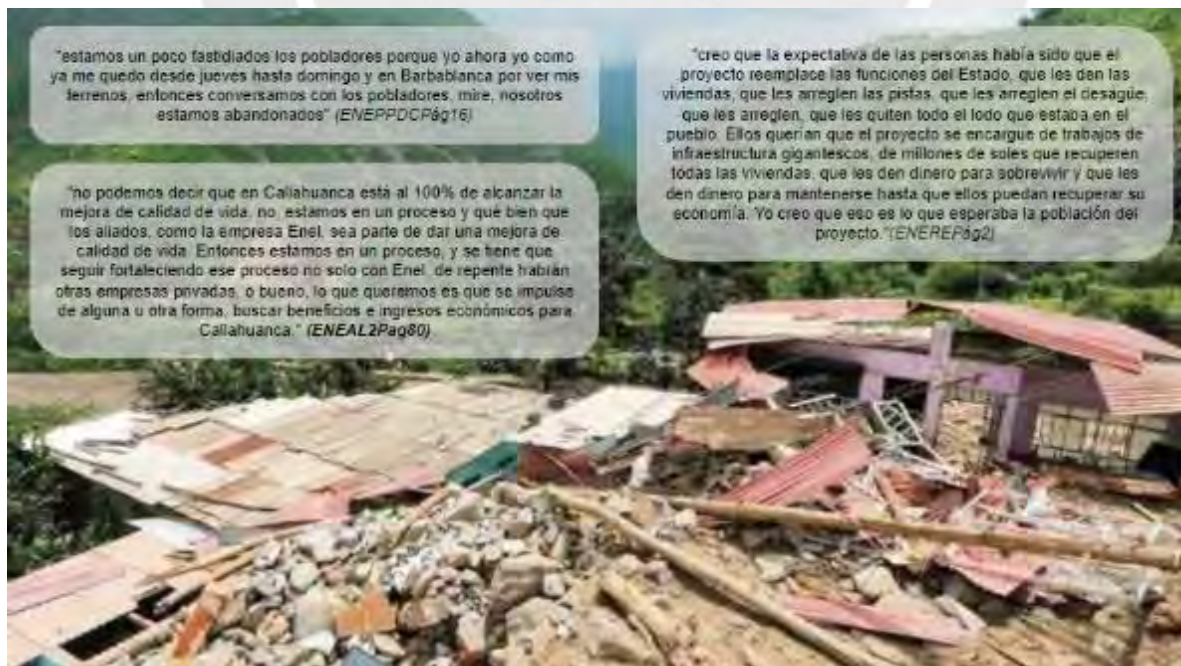 "estamos un poco fastidiados los pobladores porque yo ahora yo como
ya me quedo desde jueves hasta domingo y en Barbablanca por ver mis
terrenos, entonces conversamos con los pobladores, mire, nosotros
estamos abandonados" (ENEPPDCPág16)
"no podemos decir que en Callahuanca está al 100% de alcanzar la
mejora de calidad de vida, no, estamos en un proceso y qué bien que
los aliados, como la empresa Enel, sea parte de dar una mejora de
calidad de vida. Entonces estamos en un proceso, y se tiene que
seguir fortaleciendo ese proceso no solo con Enel, de repente habrán
otras empresas privadas, o bueno, lo que queremos es que se impulse
de alguna u otra forma, buscar beneficios e ingresos económicos para
Callahuanca." (ENEAL2Pag80)
"creo que la expectativa de las personas había sido que el
proyecto reemplace las funciones del Estado, que les den las
viviendas, que les arreglen las pistas, que les arreglen el desagüe,
que les arreglen, que les quiten todo el lodo que estaba en el
pueblo. Ellos querían que el proyecto se encargue de trabajos de
infraestructura gigantescos, de millones de soles que recuperen
todas las viviendas, que les den dinero para sobrevivir y que les
den dinero para mantenerse hasta que ellos puedan recuperar su
economía. Yo creo que eso es lo que esperaba la población del
proyecto."(ENEREPág2)